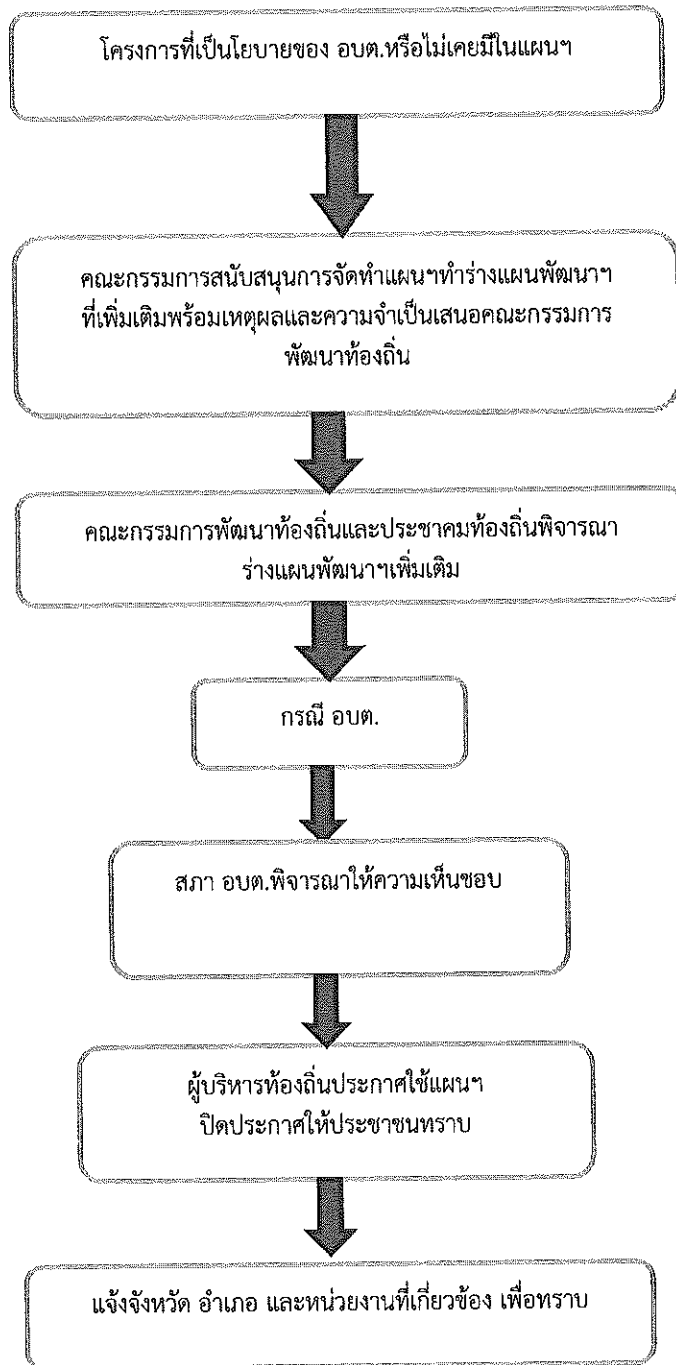 โครงการที่เป็นโยบายของ อบต.หรือไม่เคยมีในแผนฯ
คณะกรรมการสนับสนุนการจัดทำแผนฯทำร่างแผนพัฒนาฯ
ที่เพิ่มเติมพร้อมเหตุผลและความจำเป็นเสนอคณะกรรมการ
พัฒนาท้องถิ่น
คณะกรรมการพัฒนาท้องถิ่นและประชาคมท้องถิ่นพิจารณา
ร่างแผนพัฒนาฯเพิ่มเติม
กรณี อบต.
สภา อบต.พิจารณาให้ความเห็นชอบ
ผู้บริหารท้องถิ่นประกาศใช้แผนฯ
ปิดประกาศให้ประชาชนทราบ
แจ้งจังหวัด อำเภอ และหน่วยงานที่เกี่ยวข้อง เพื่อทราบ